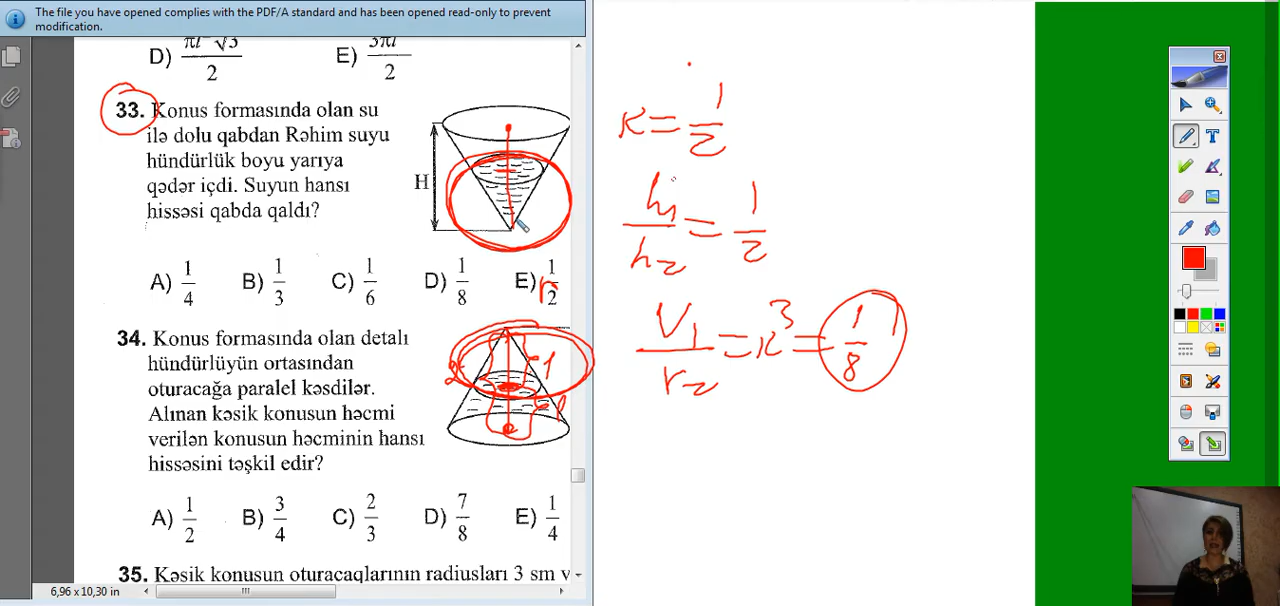 The file you have opened complies with the PDF/A standard and has been opened read-only to prevent
modification.
D) πl²√3/2 E) 3πl/2
33. Konus formasında olan su
ilə dolu qabdan Rəhim suyu
hündürlük boyu yarıya
qədər içdi. Suyun hansı
hissəsi qabda qaldı?
H
A) 1/4 B) 1/3 C) 1/6 D) 1/8 E) 1/2
34. Konus formasında olan detalı
hündürlüyün ortasından
oturacağa paralel kəsdilər.
Alınan kəsik konusun həcmi
verilən konusun həcminin hansı
hissəsini təşkil edir?
A) 1/2 B) 3/4 C) 2/3 D) 7/8 E) 1/4
35. Kəsik konusun oturacaqlarının radiusları 3 sm v
6,96 x 10,30 in
K = 1/2
h1/h2 = 1/2
V1/V2 = K³ = 1/8